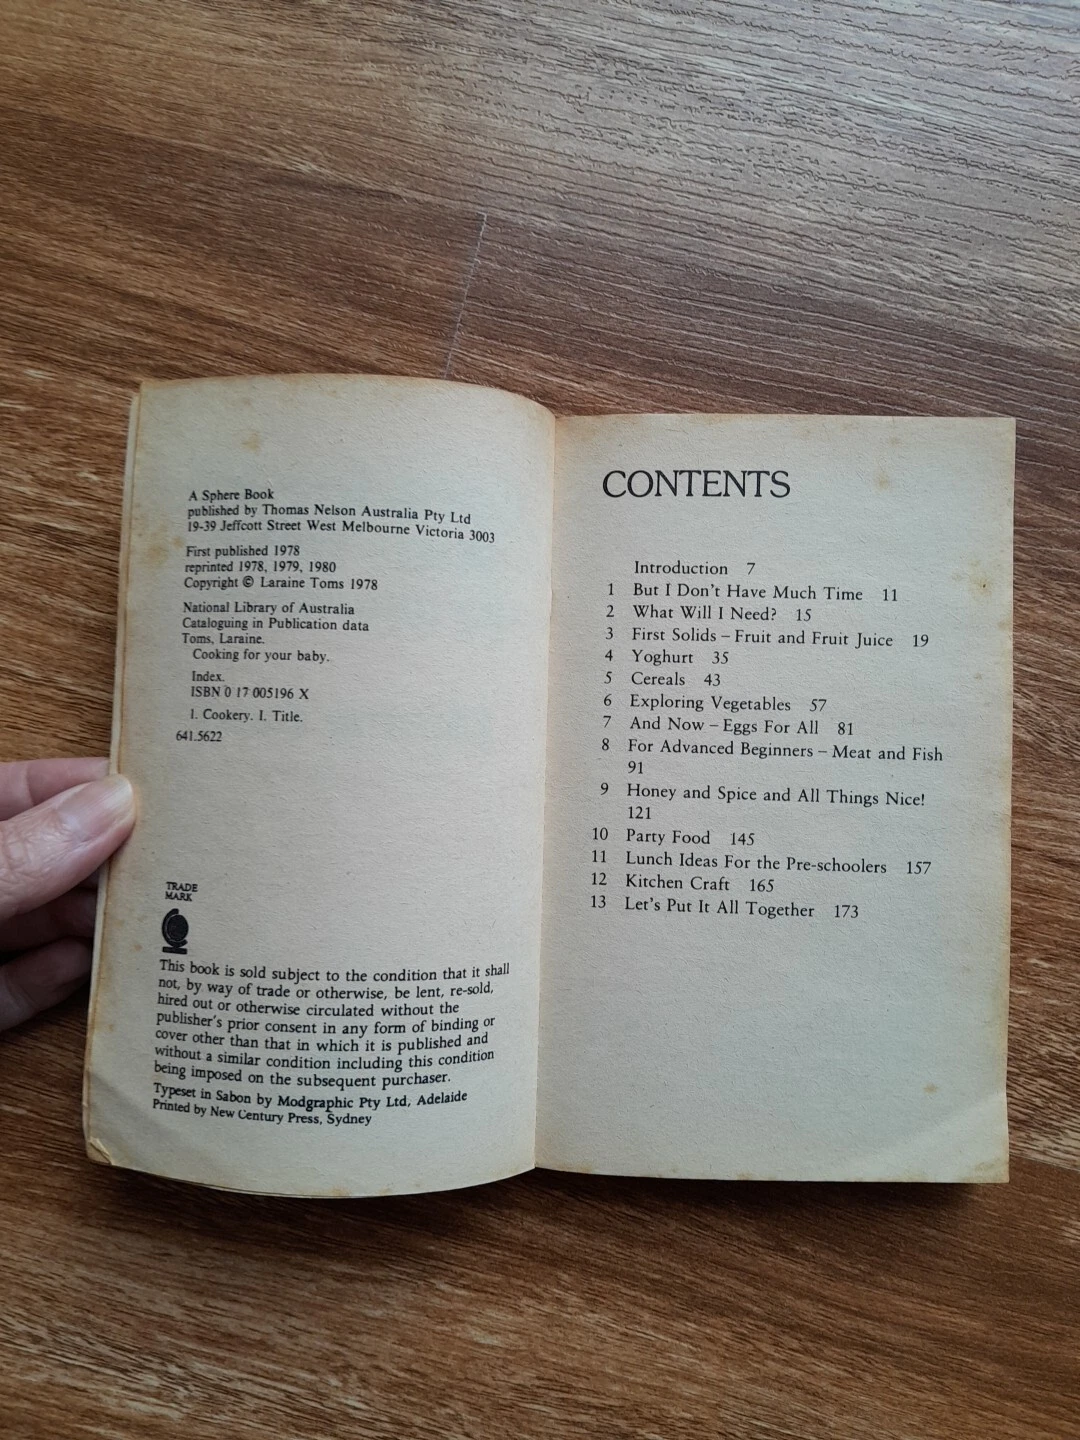 A Sphere Book
published by Thomas Nelson Australia Pty Ltd
19-39 Jeffcott Street West Melbourne Victoria 3003
First published 1978
reprinted 1978, 1979, 1980
Copyright © Laraine Toms 1978
National Library of Australia
Cataloguing in Publication data
Toms, Laraine.
Cooking for your baby.
Index.
ISBN 0 17 005196 X
1. Cookery. I. Title.
641.5622
TRADE
MARK
This book is sold subject to the condition that it shall
not, by way of trade or otherwise, be lent, re-sold,
hired out or otherwise circulated without the
publisher's prior consent in any form of binding or
cover other than that in which it is published and
without a similar condition including this condition
being imposed on the subsequent purchaser.
Typeset in Sabon by Modgraphic Pty Ltd, Adelaide
Printed by New Century Press, Sydney
CONTENTS
Introduction 7
1 But I Don't Have Much Time 11
2 What Will I Need? 15
3 First Solids – Fruit and Fruit Juice 19
4 Yoghurt 35
5 Cereals 43
6 Exploring Vegetables 57
7 And Now – Eggs For All 81
8 For Advanced Beginners – Meat and Fish
91
9 Honey and Spice and All Things Nice!
121
10 Party Food 145
11 Lunch Ideas For the Pre-schoolers 157
12 Kitchen Craft 165
13 Let's Put It All Together 173